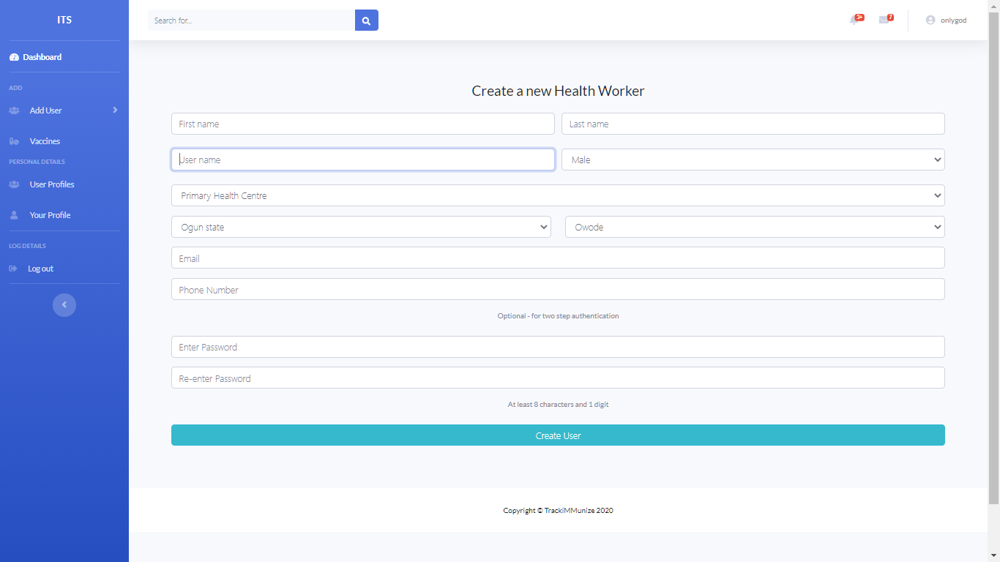 ITS
Dashboard
ADD
Add User
Vaccines
PERSONAL DETAILS
User Profiles
Your Profile
LOG DETAILS
Log out
Search for...
3+
7
onlygod
Create a new Health Worker
First name
Last name
User name
Male
Primary Health Centre
Ogun state
Owode
Email
Phone Number
Optional - for two step authentication
Enter Password
Re-enter Password
At least 8 characters and 1 digit
Create User
Copyright © TrackiMMunize 2020